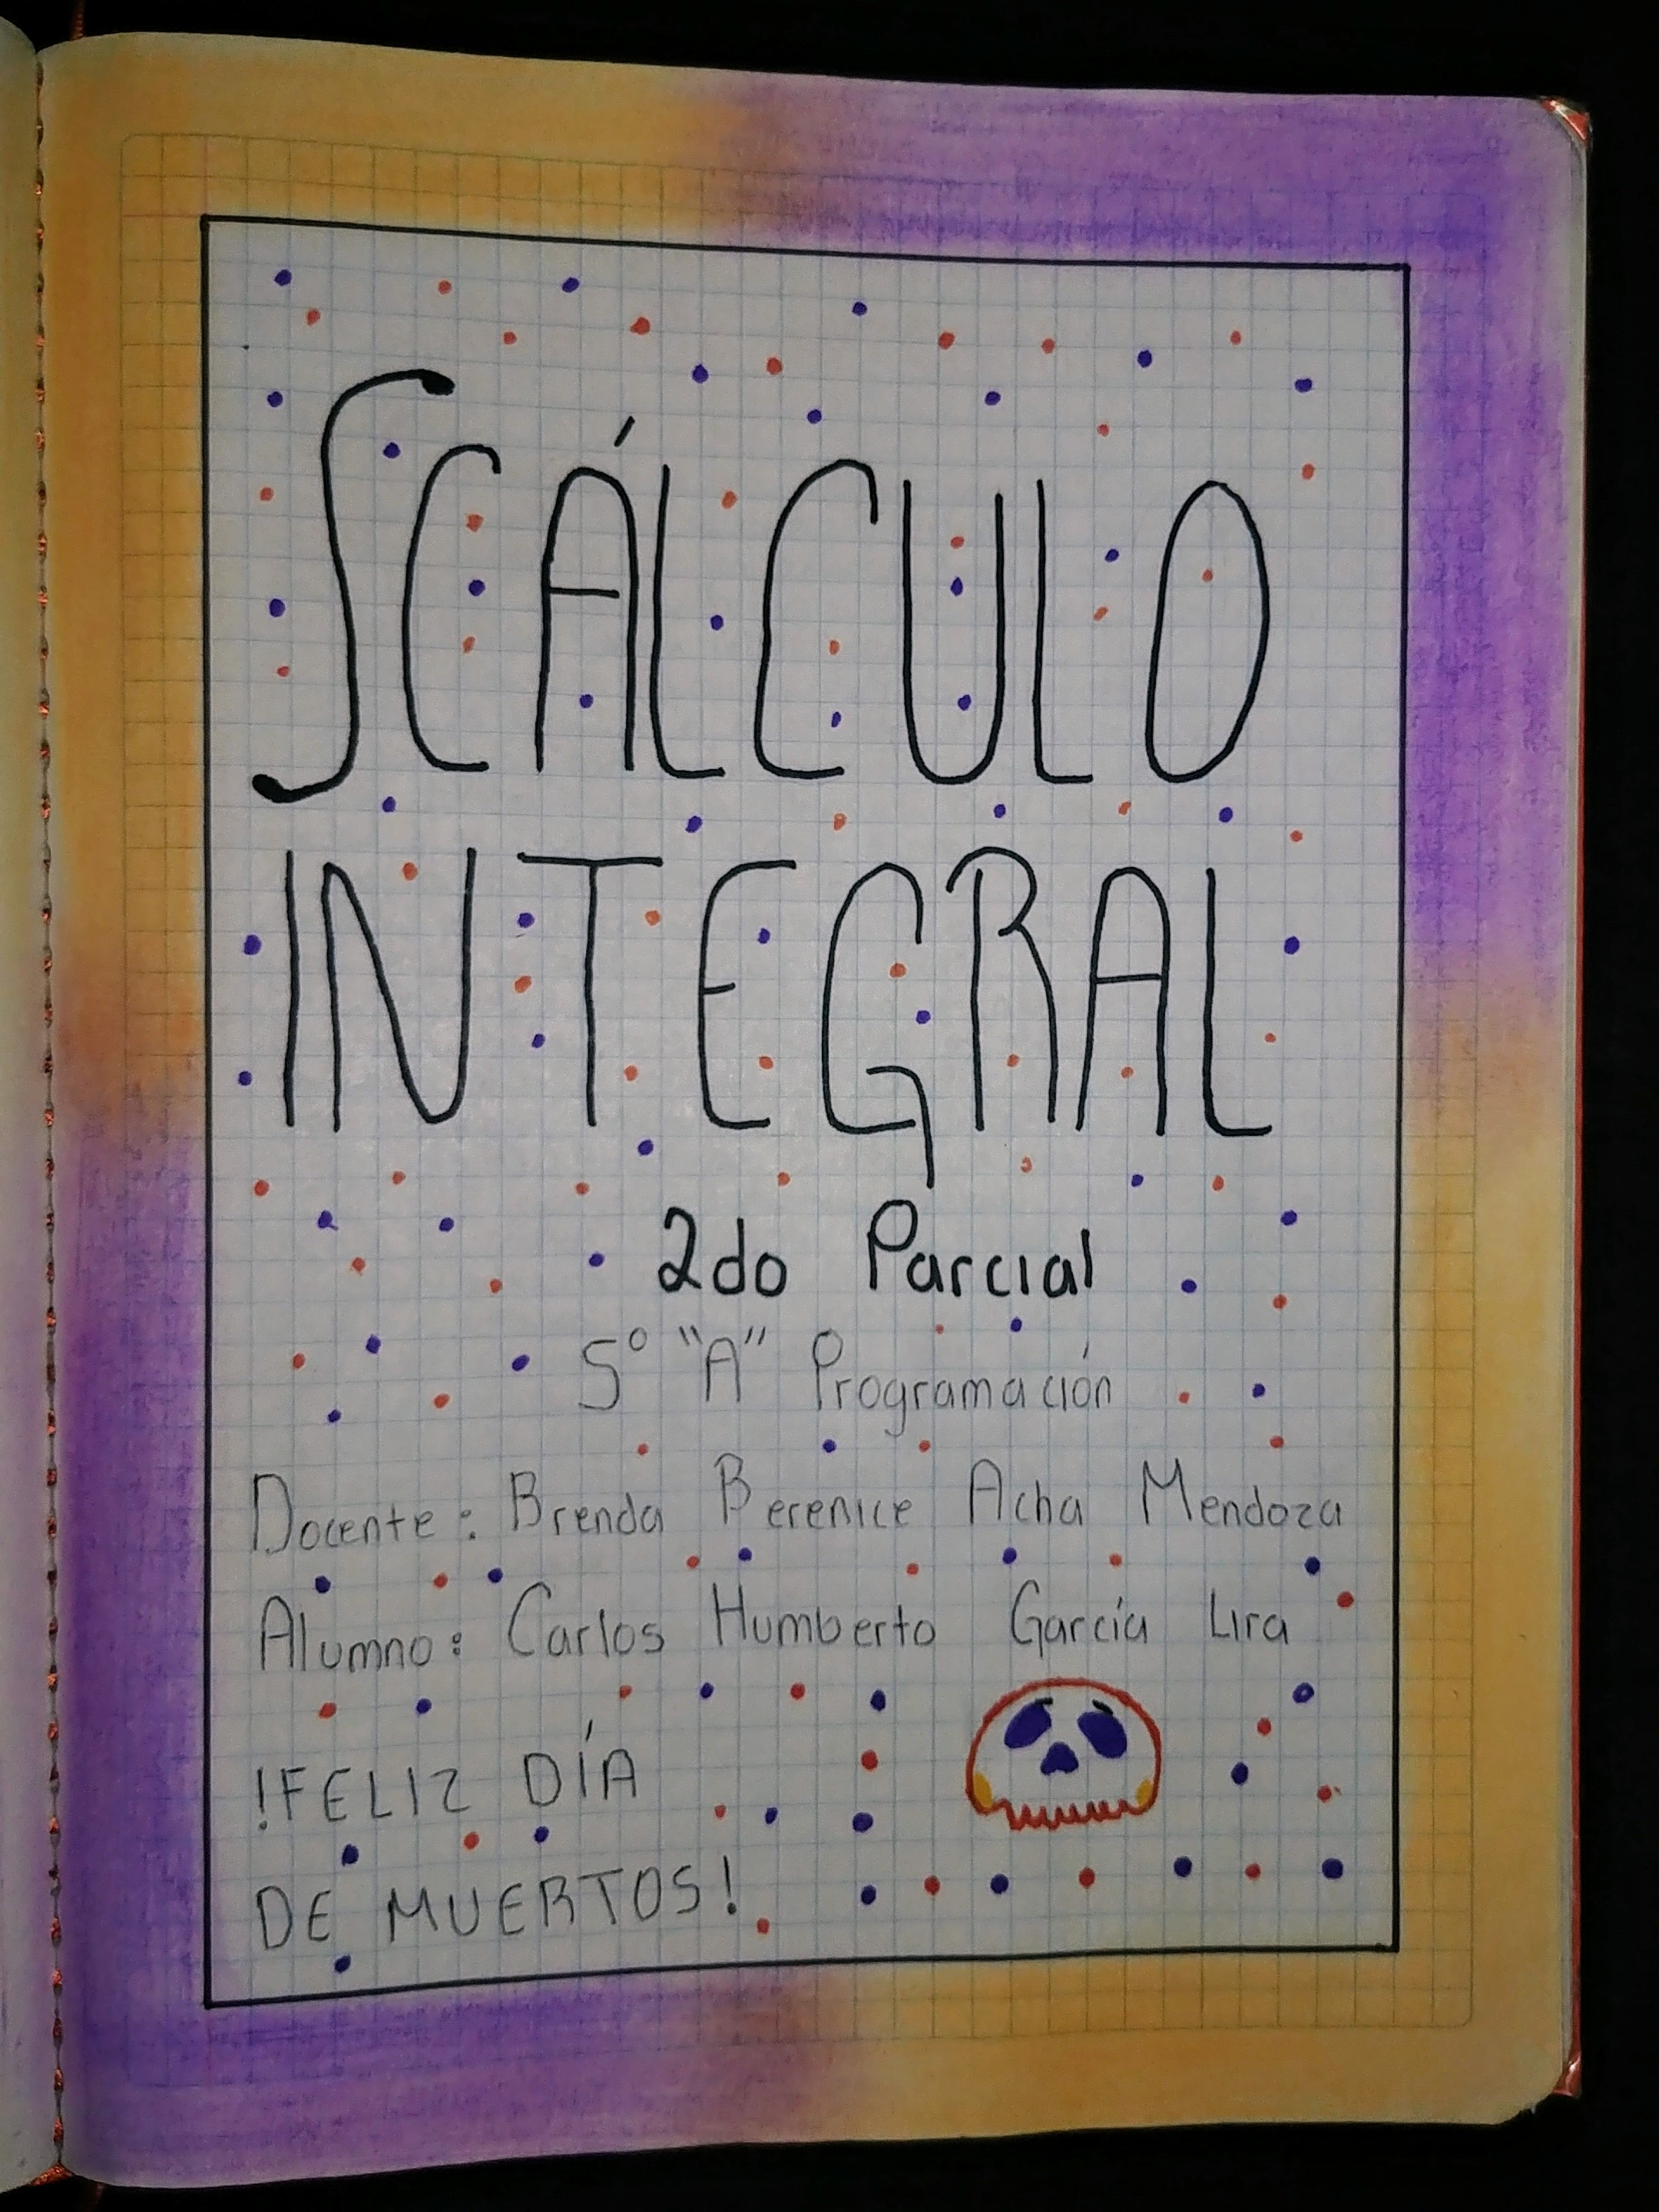 ∫CÁLCULO
INTEGRAL
2do Parcial
5° "A" Programación
Docente: Brenda Berenice Acha Mendoza
Alumno: Carlos Humberto García Lira
!FELIZ DÍA
DE MUERTOS!